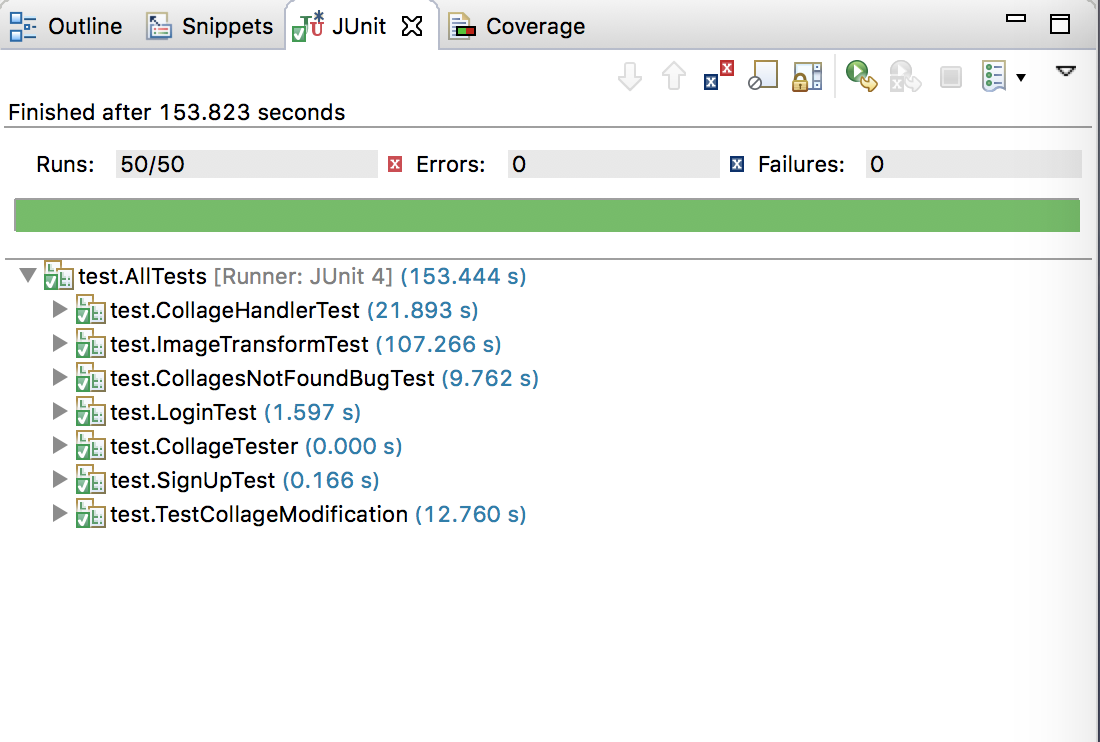 Outline Snippets JUnit Coverage
Finished after 153.823 seconds
Runs: 50/50 Errors: 0 Failures: 0
test.AllTests [Runner: JUnit 4] (153.444 s)
test.CollageHandlerTest (21.893 s)
test.ImageTransformTest (107.266 s)
test.CollagesNotFoundBugTest (9.762 s)
test.LoginTest (1.597 s)
test.CollageTester (0.000 s)
test.SignUpTest (0.166 s)
test.TestCollageModification (12.760 s)